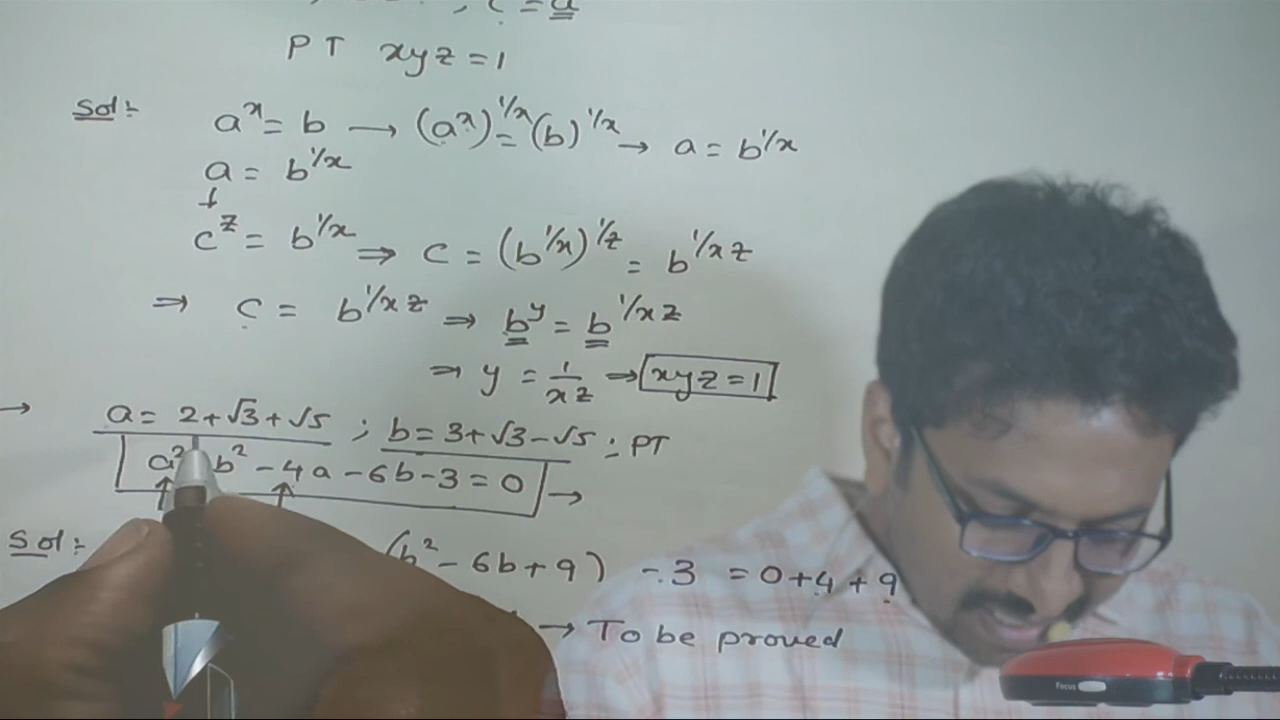 c = a
PT xyz = 1
Sol:- a^x = b → (a^x)^1/x = (b)^1/x → a = b^1/x
a = b^1/x
↓
c^z = b^1/x ⇒ c = (b^1/x)^1/z = b^1/xz
⇒ c = b^1/xz ⇒ b^y = b^1/xz
⇒ y = 1/xz ⇒ xyz = 1
→ a = 2+√3+√5 ; b = 3+√3-√5 : PT
a² b² - 4a - 6b - 3 = 0 →
Sol:- (b² - 6b + 9) - 3 = 0 + 4 + 9
→ To be proved
Focus